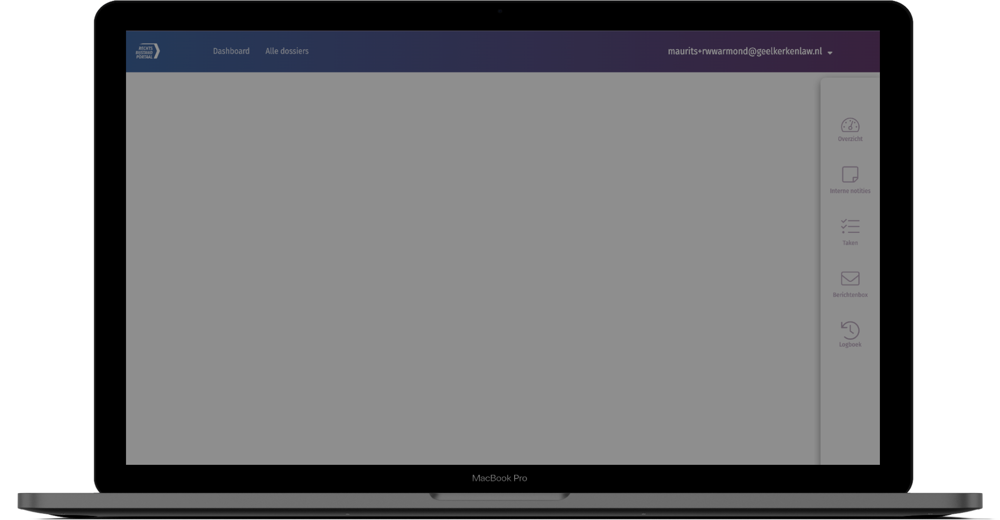 RECHTS
BIJSTAND
PORTAAL
Dashboard
Alle dossiers
maurits+rwwarmond@geelkerkenlaw.nl
Overzicht
Interne notities
Taken
Berichtenbox
Logboek
MacBook Pro